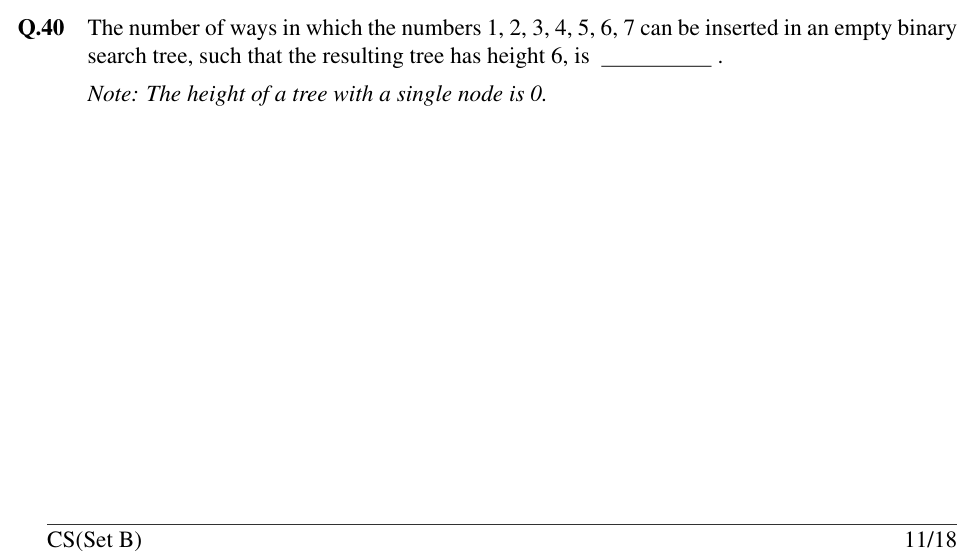 Q.40 The number of ways in which the numbers 1, 2, 3, 4, 5, 6, 7 can be inserted in an empty binary
search tree, such that the resulting tree has height 6, is __________ .
Note: The height of a tree with a single node is 0.
CS(Set B) 11/18